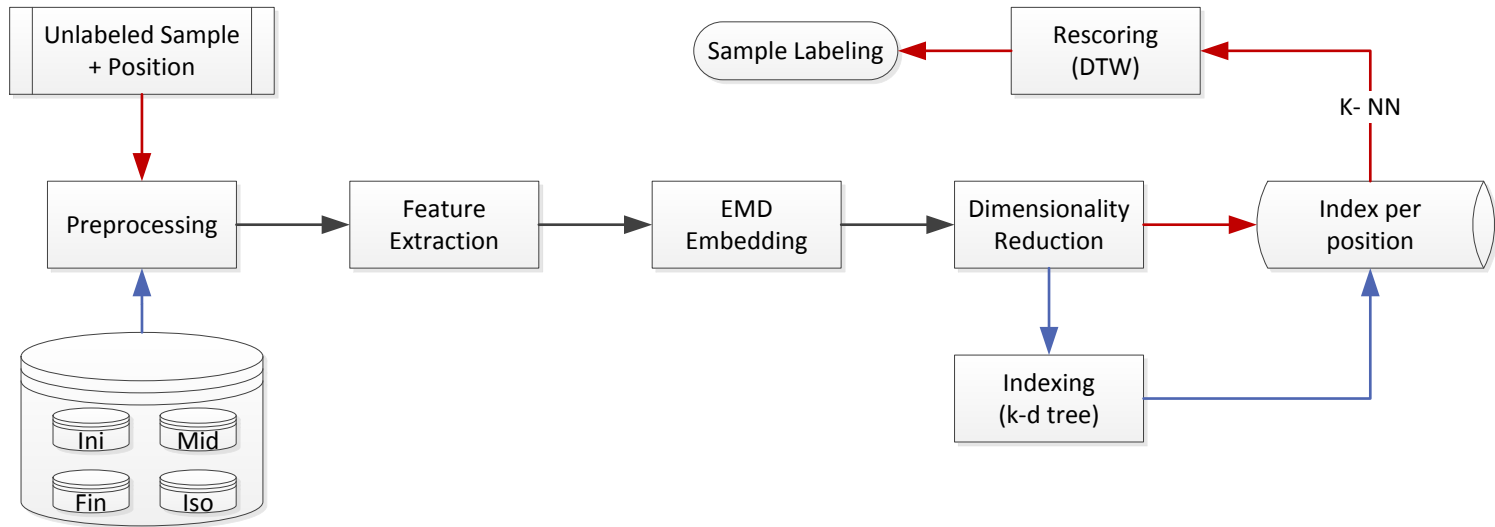 Unlabeled Sample
+ Position
Sample Labeling
Rescoring
(DTW)
K- NN
Preprocessing
Feature
Extraction
EMD
Embedding
Dimensionality
Reduction
Index per
position
Indexing
(k-d tree)
Ini
Mid
Fin
Iso